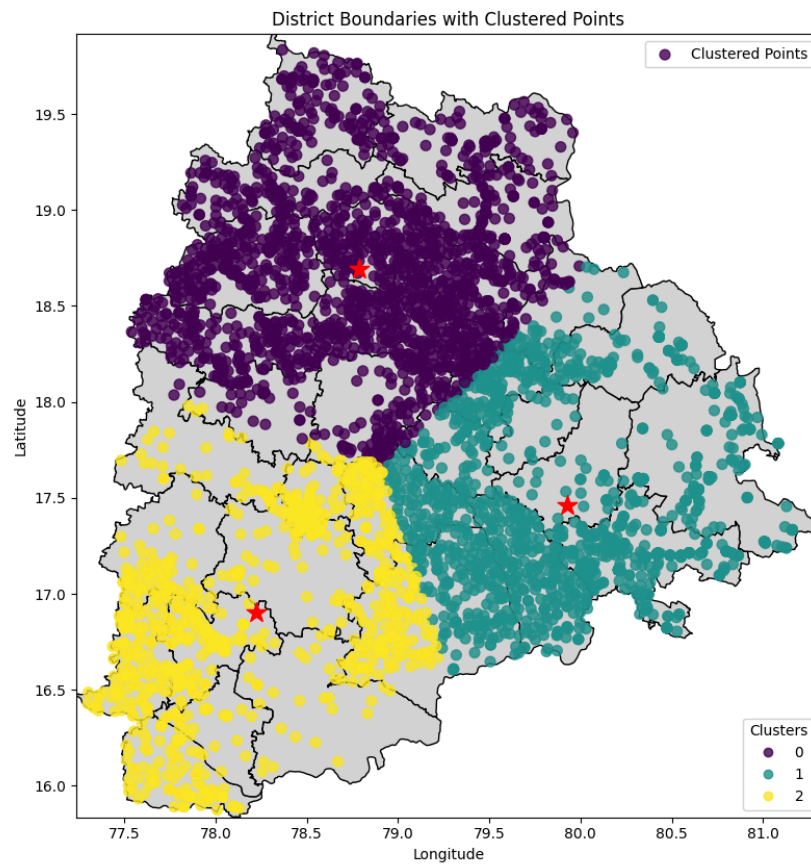 District Boundaries with Clustered Points
Clustered Points
19.5
19.0
18.5
18.0
17.5
17.0
16.5
16.0
Latitude
Clusters
0
1
2
77.5 78.0 78.5 79.0 79.5 80.0 80.5 81.0
Longitude